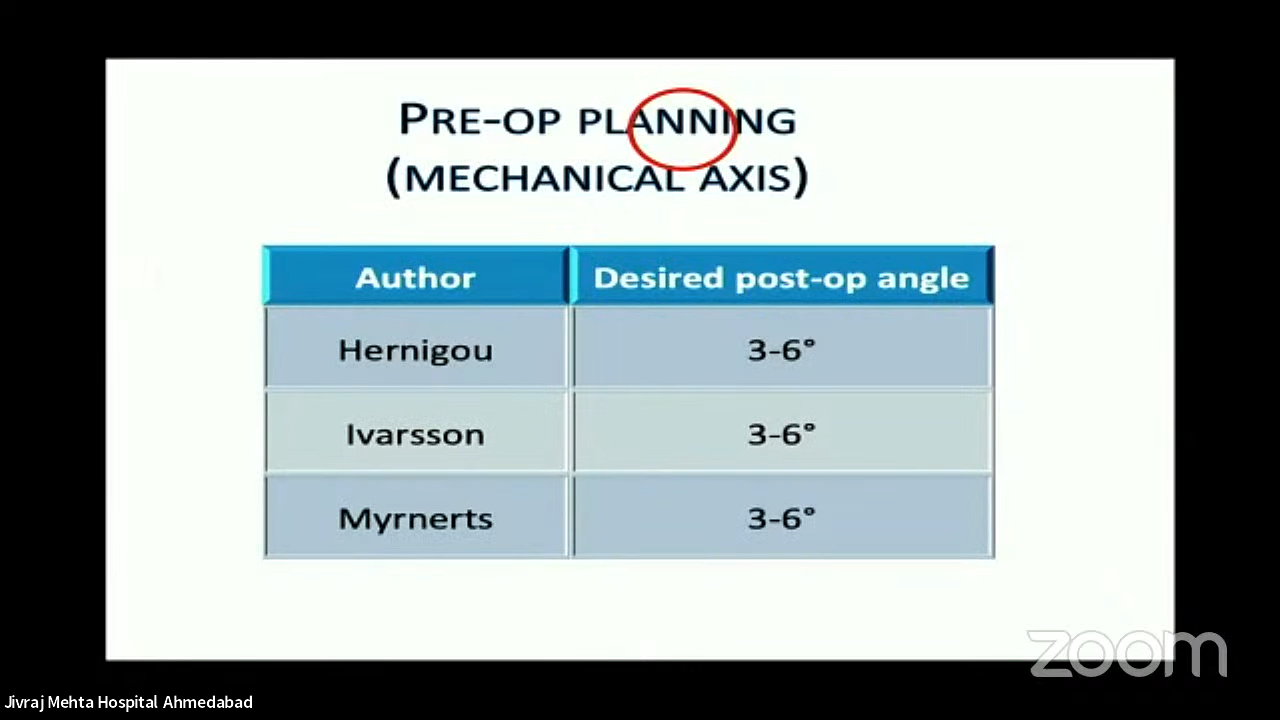 PRE-OP PLANNING
(MECHANICAL AXIS)
Author Desired post-op angle
Hernigou 3-6°
Ivarsson 3-6°
Myrnerts 3-6°
zoom
Jivraj Mehta Hospital Ahmedabad